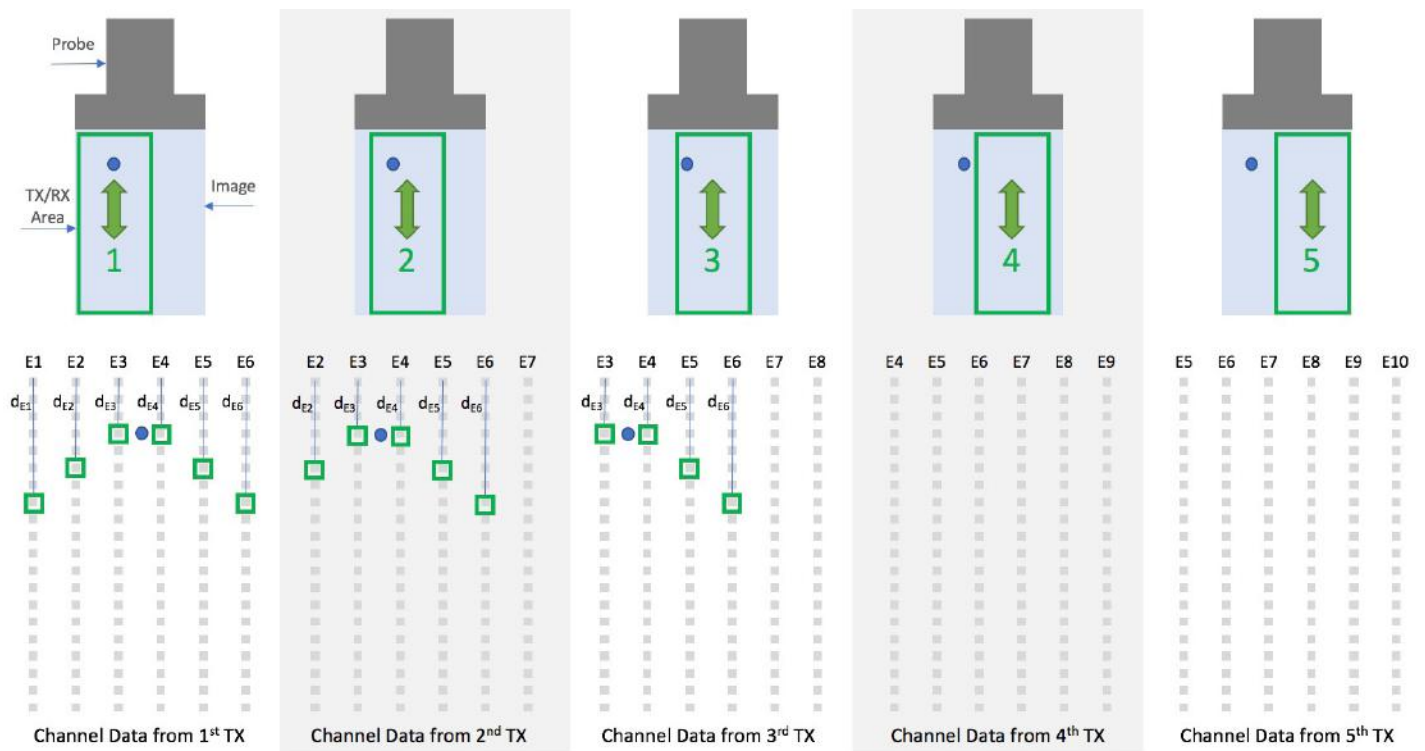 Probe
TX/RX
Area
Image
1
2
3
4
5
E1 E2 E3 E4 E5 E6
E2 E3 E4 E5 E6 E7
E3 E4 E5 E6 E7 E8
E4 E5 E6 E7 E8 E9
E5 E6 E7 E8 E9 E10
dE1 dE2 dE3 dE4 dE5 dE6
dE2 dE3 dE4 dE5 dE6
dE3 dE4 dE5 dE6
Channel Data from 1st TX
Channel Data from 2nd TX
Channel Data from 3rd TX
Channel Data from 4th TX
Channel Data from 5th TX